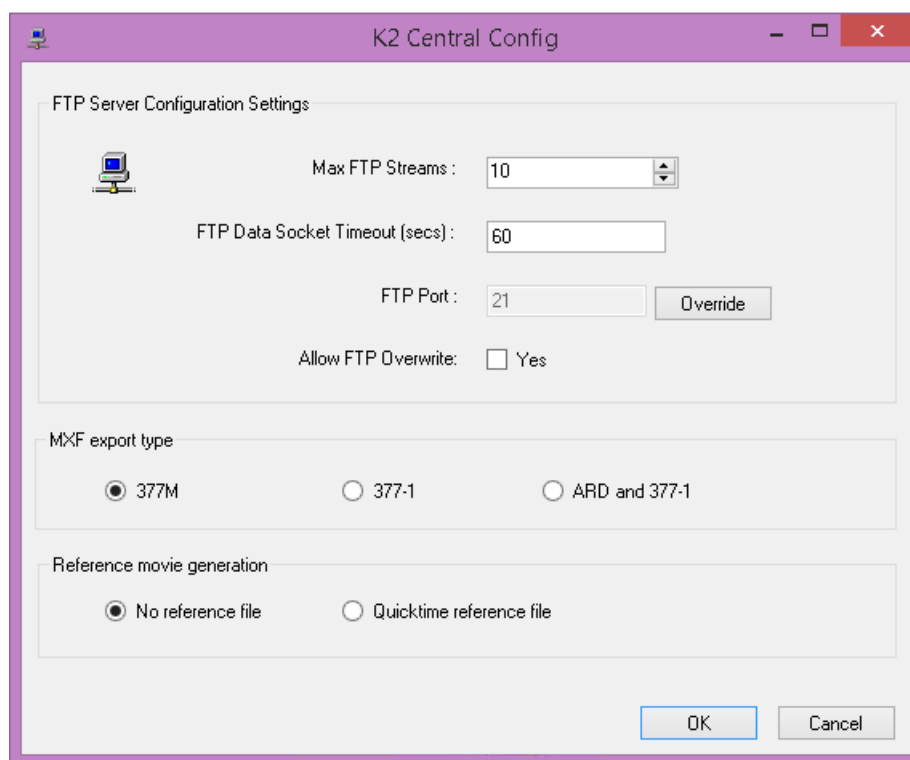 K2 Central Config
FTP Server Configuration Settings
Max FTP Streams : 10
FTP Data Socket Timeout (secs) : 60
FTP Port : 21 Override
Allow FTP Overwrite: Yes
MXF export type
377M 377-1 ARD and 377-1
Reference movie generation
No reference file Quicktime reference file
OK Cancel